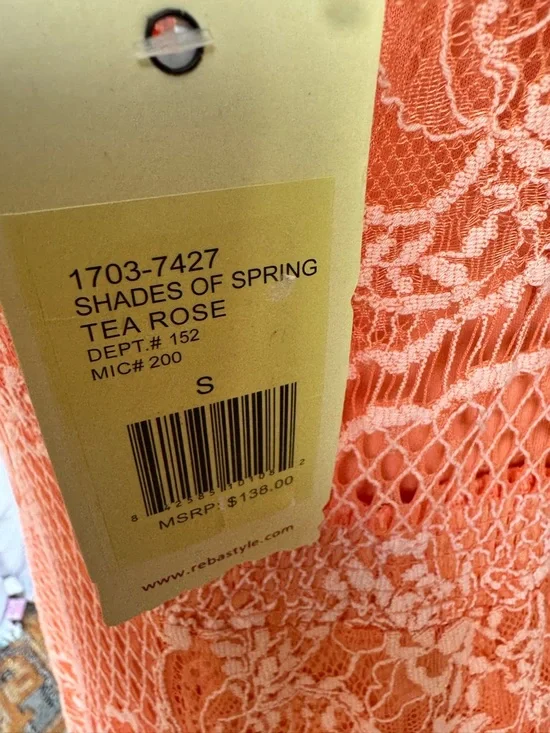 1703-7427
SHADES OF SPRING
TEA ROSE
DEPT.# 152
MIC# 200
S
MSRP: $138.00
www.rebastyle.com